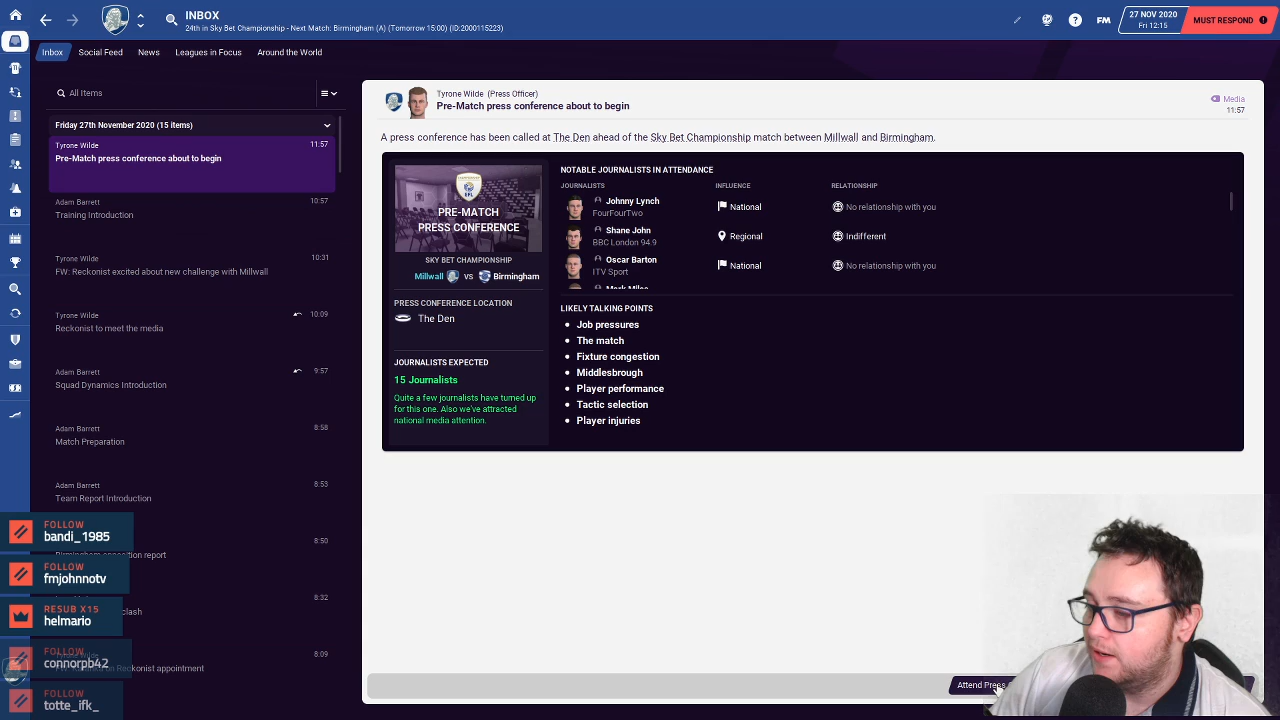 INBOX
24th in Sky Bet Championship - Next Match: Birmingham (A) (Tomorrow 15:00) (ID:2000115223)
FM
27 NOV 2020
Fri 12:15
MUST RESPOND
Inbox
Social Feed
News
Leagues in Focus
Around the World
All Items
Friday 27th November 2020 (15 items)
Tyrone Wilde
11:57
Pre-Match press conference about to begin
Adam Barrett
10:57
Training Introduction
Tyrone Wilde
10:31
FW: Reckonist excited about new challenge with Millwall
Tyrone Wilde
10:09
Reckonist to meet the media
Adam Barrett
9:57
Squad Dynamics Introduction
Adam Barrett
8:58
Match Preparation
Adam Barrett
8:53
Team Report Introduction
8:50
opposition report
8:32
clash
8:09
on Reckonist appointment
FOLLOW
bandi_1985
FOLLOW
fmjohnnotv
RESUB X15
helmario
FOLLOW
connorpb42
FOLLOW
totte_ifk_
Tyrone Wilde (Press Officer)
Pre-Match press conference about to begin
Media
11:57
A press conference has been called at The Den ahead of the Sky Bet Championship match between Millwall and Birmingham.
EFL
PRE-MATCH
PRESS CONFERENCE
SKY BET CHAMPIONSHIP
Millwall VS Birmingham
PRESS CONFERENCE LOCATION
The Den
JOURNALISTS EXPECTED
15 Journalists
Quite a few journalists have turned up
for this one. Also we've attracted
national media attention.
NOTABLE JOURNALISTS IN ATTENDANCE
JOURNALISTS
INFLUENCE
RELATIONSHIP
Johnny Lynch
FourFourTwo
National
No relationship with you
Shane John
BBC London 94.9
Regional
Indifferent
Oscar Barton
ITV Sport
National
No relationship with you
LIKELY TALKING POINTS
Job pressures
The match
Fixture congestion
Middlesbrough
Player performance
Tactic selection
Player injuries
Attend Press